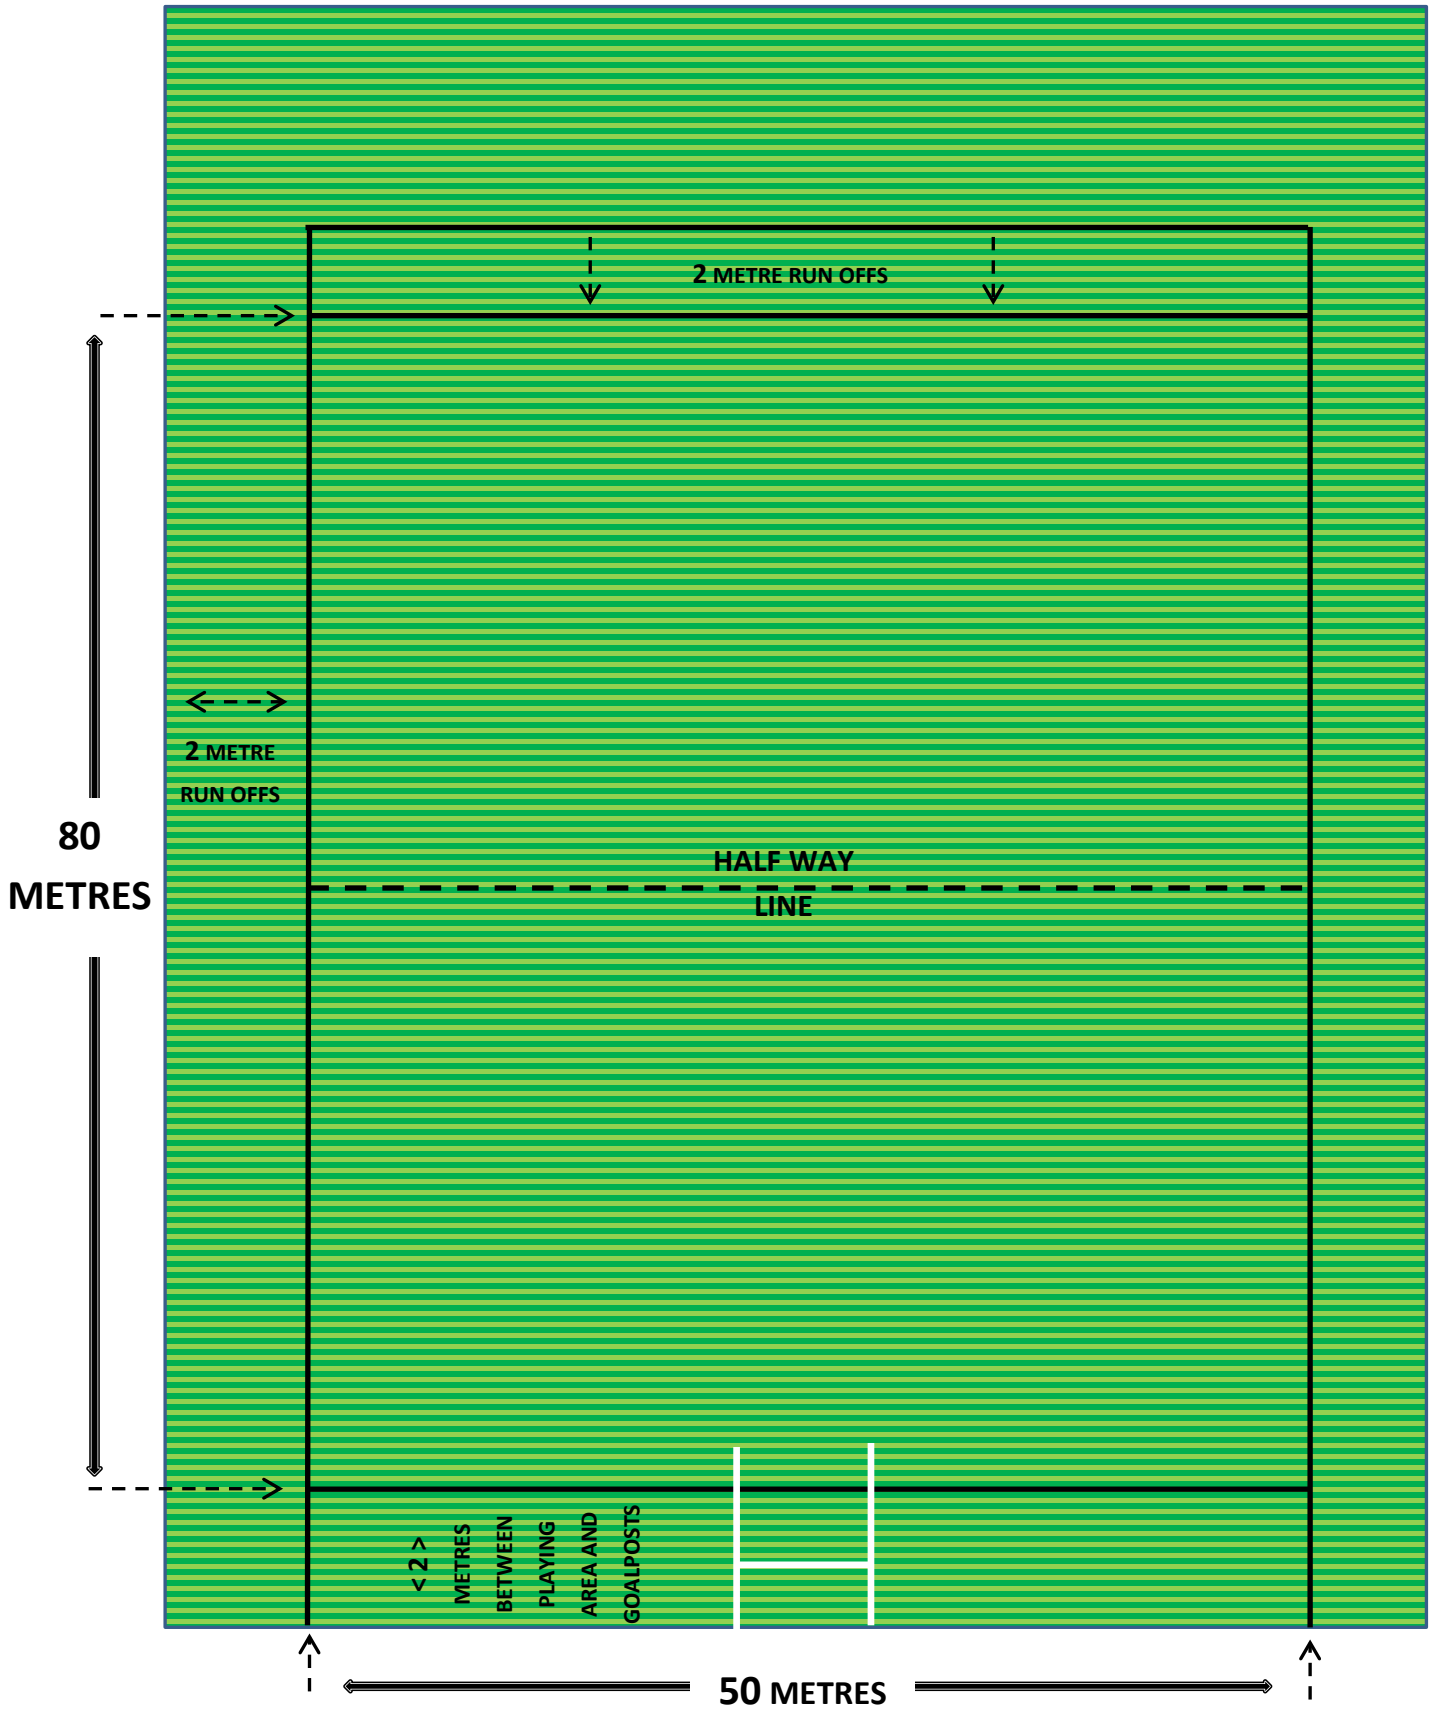 2 METRE RUN OFFS
2 METRE
RUN OFFS
80
METRES
HALF WAY
LINE
< 2 >
METRES
BETWEEN
PLAYING
AREA AND
GOALPOSTS
50 METRES